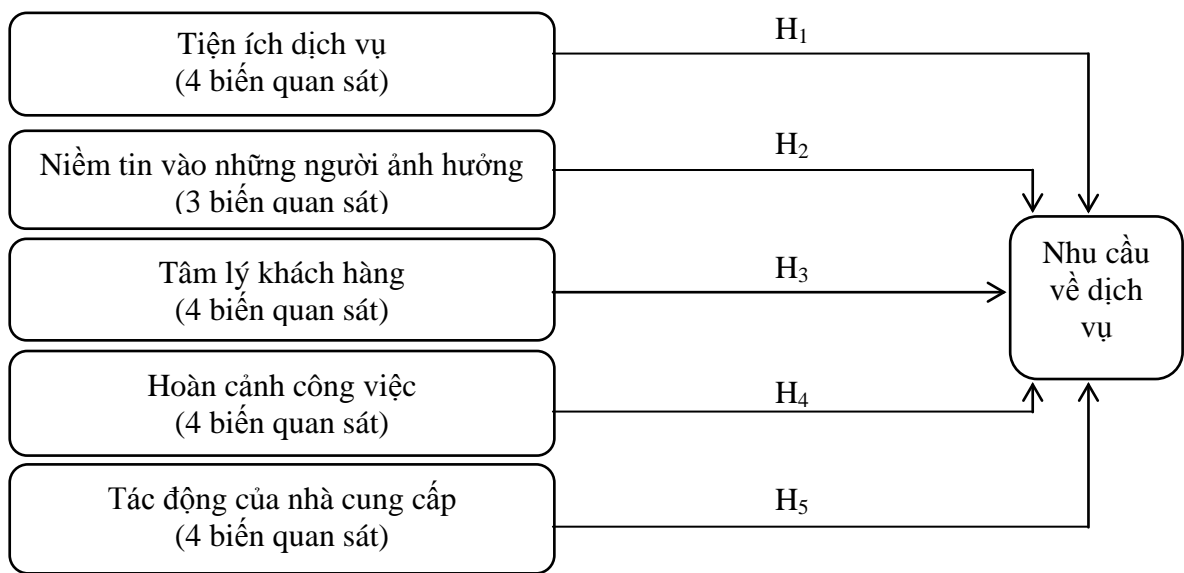 Tiện ích dịch vụ
(4 biến quan sát)
H₁
Niềm tin vào những người ảnh hưởng
(3 biến quan sát)
H₂
Tâm lý khách hàng
(4 biến quan sát)
H₃
Hoàn cảnh công việc
(4 biến quan sát)
H₄
Tác động của nhà cung cấp
(4 biến quan sát)
H₅
Nhu cầu
về dịch
vụ